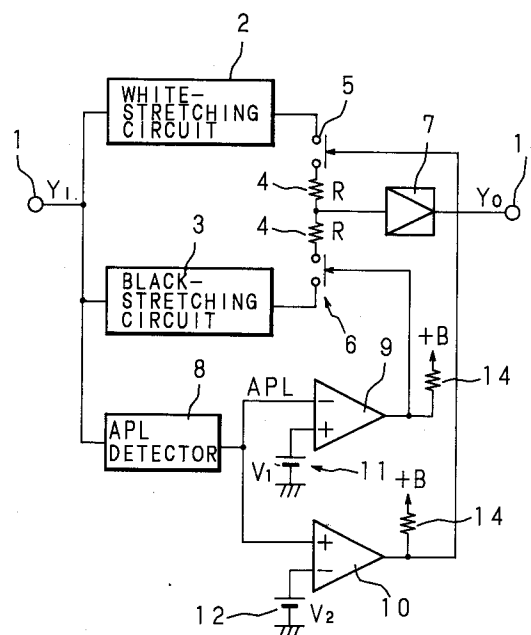 2
WHITE-
STRETCHING
CIRCUIT
5
1
7
YI
4 R
YO
1
4 R
3
BLACK-
STRETCHING
CIRCUIT
6
+B
9
14
8
APL
APL
DETECTOR
−
+
V1
11
+B
14
+
−
10
12
V2